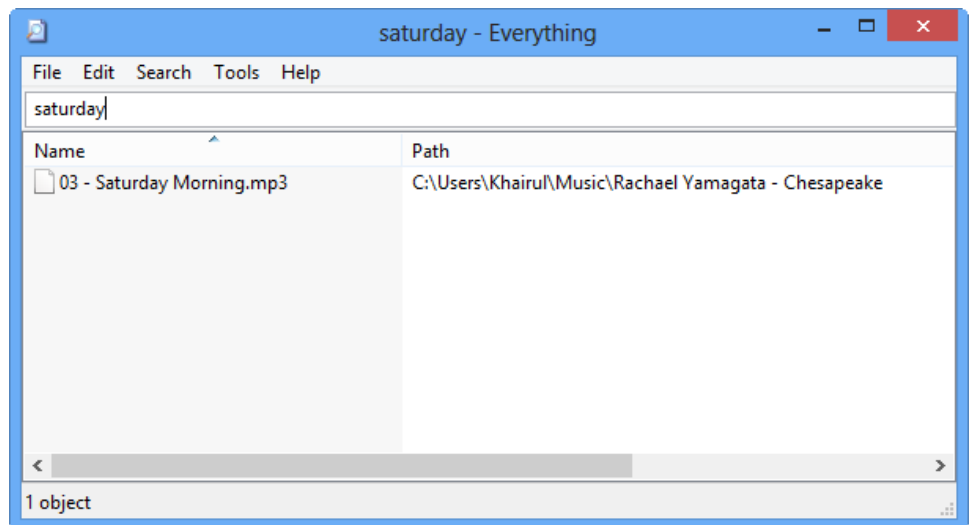 saturday - Everything
File Edit Search Tools Help
saturday
Name Path
03 - Saturday Morning.mp3 C:\Users\Khairul\Music\Rachael Yamagata - Chesapeake
1 object